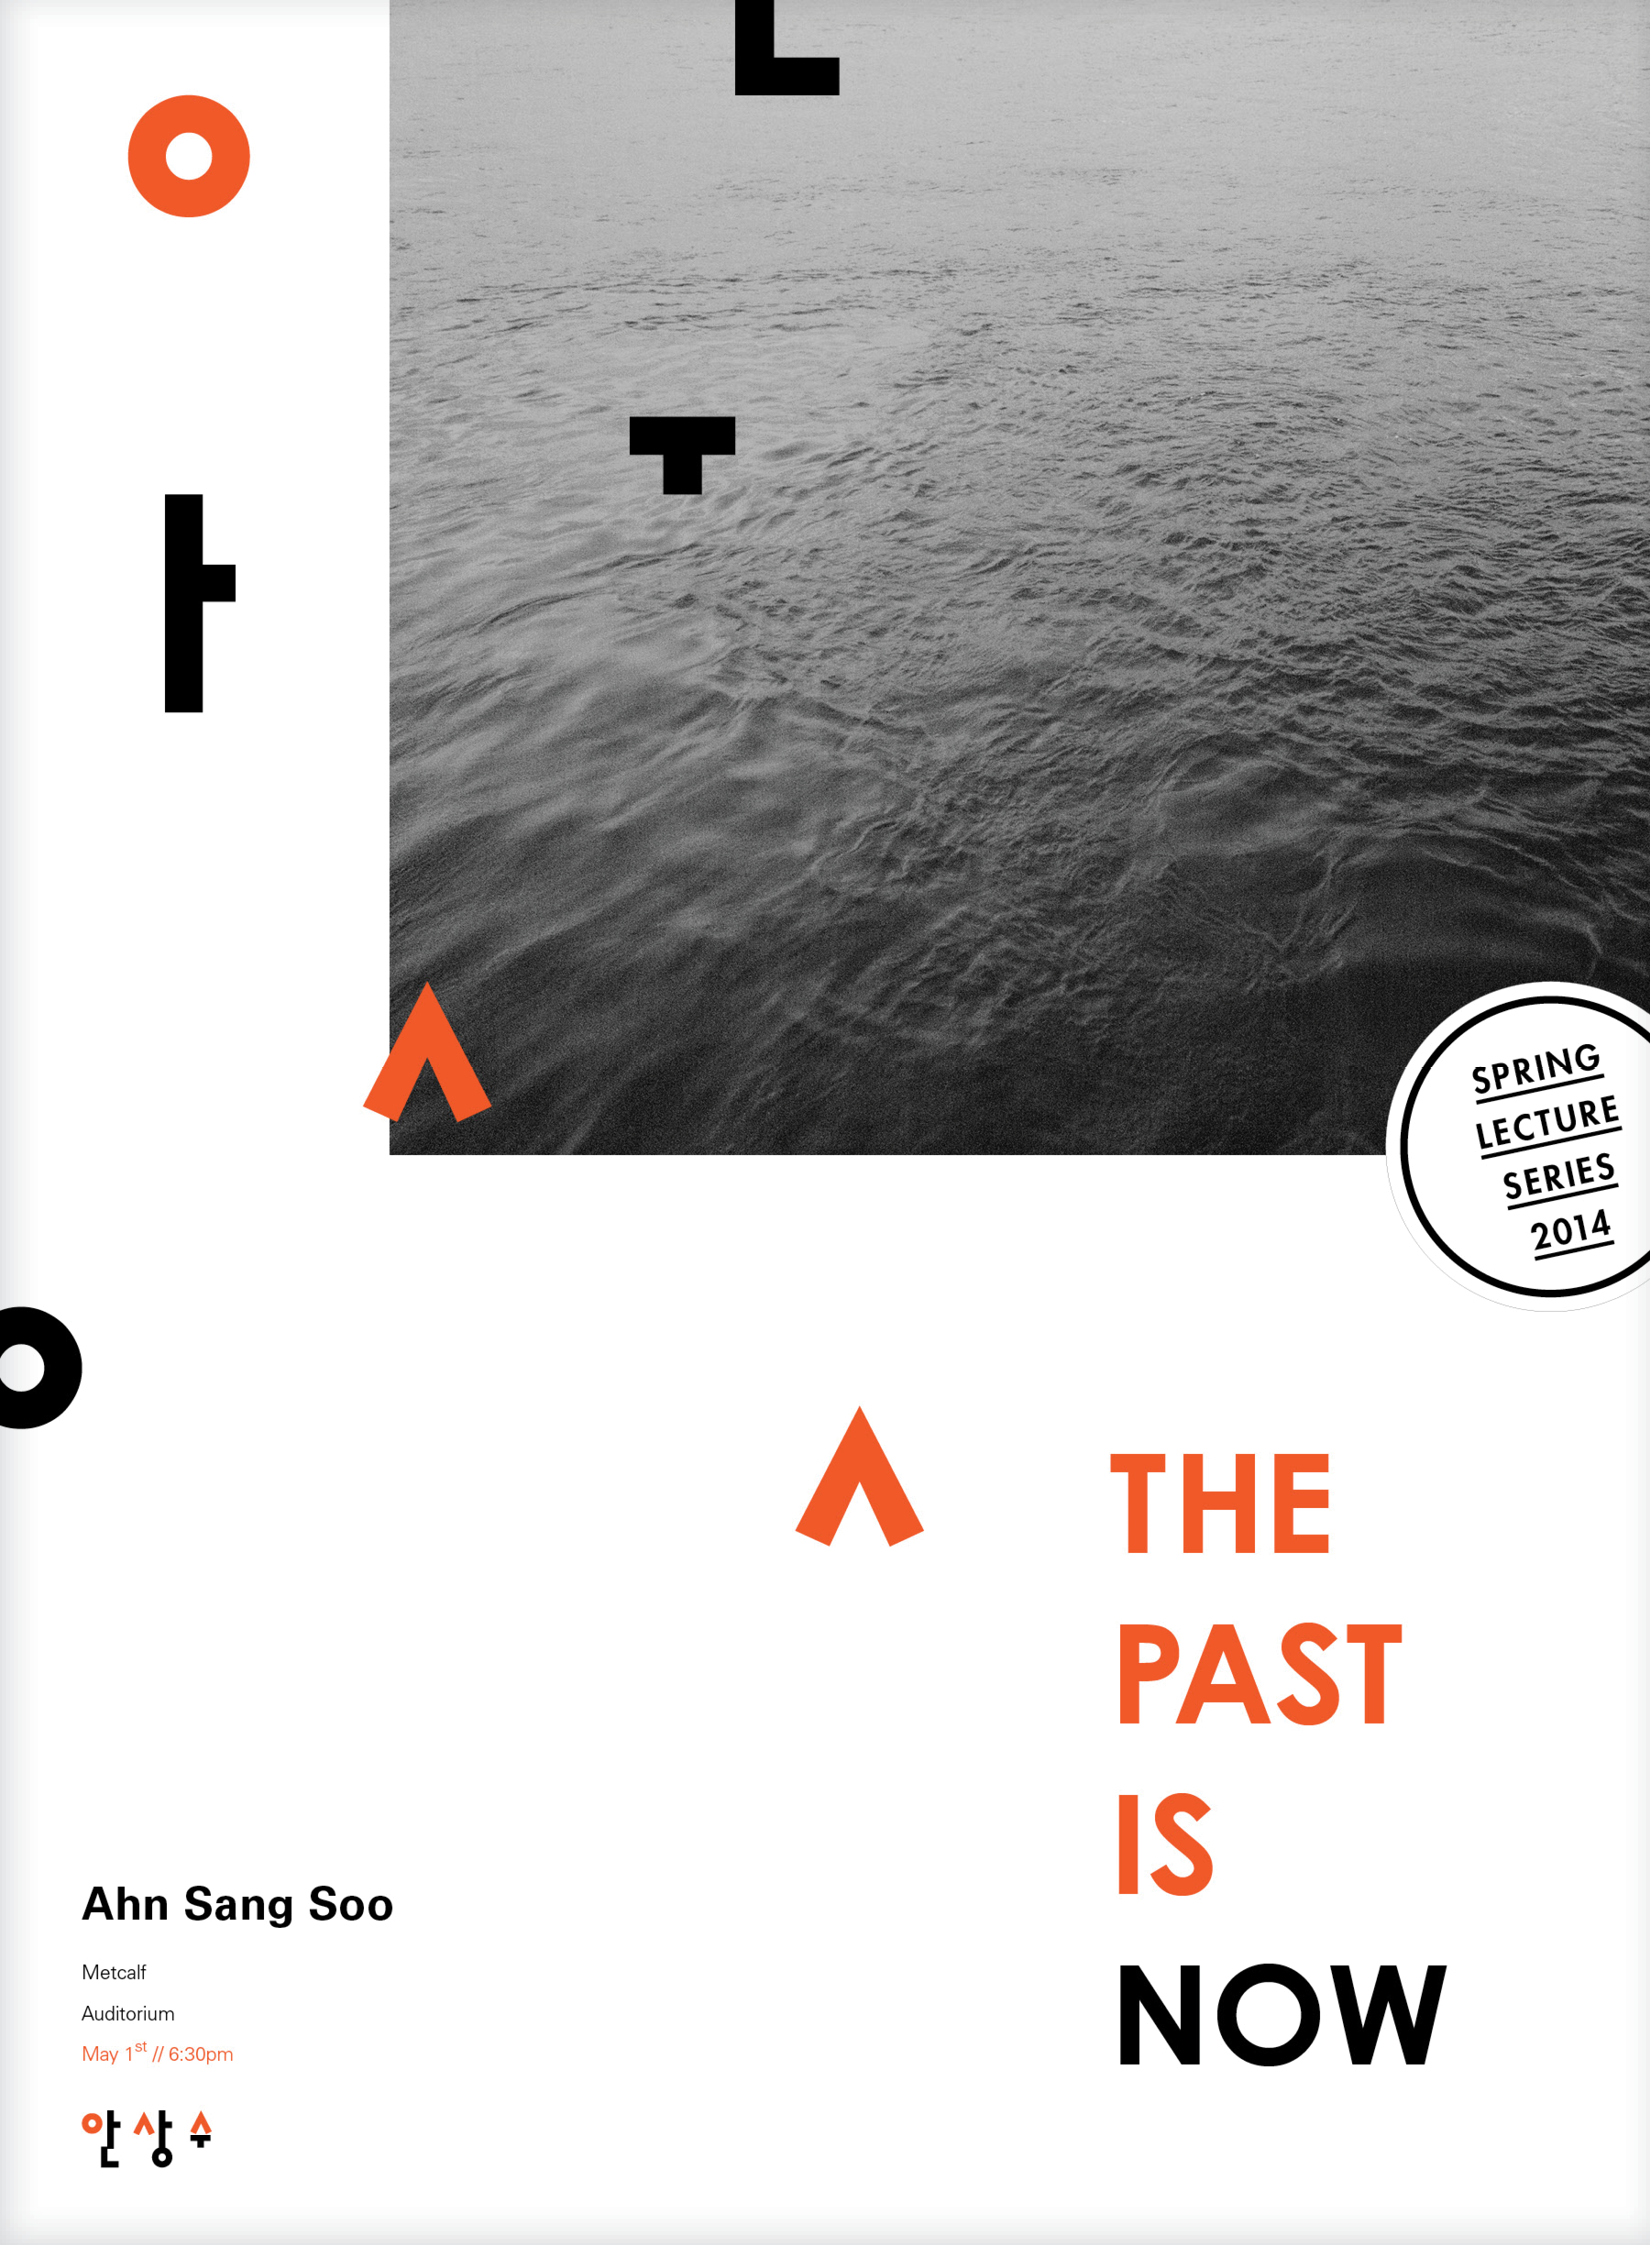 ㄴ
ㅇ
ㅜ
ㅏ
ㅅ
SPRING
LECTURE
SERIES
2014
ㅇ
ㅅ
THE
PAST
IS
NOW
Ahn Sang Soo
Metcalf
Auditorium
May 1st // 6:30pm
안 상 수